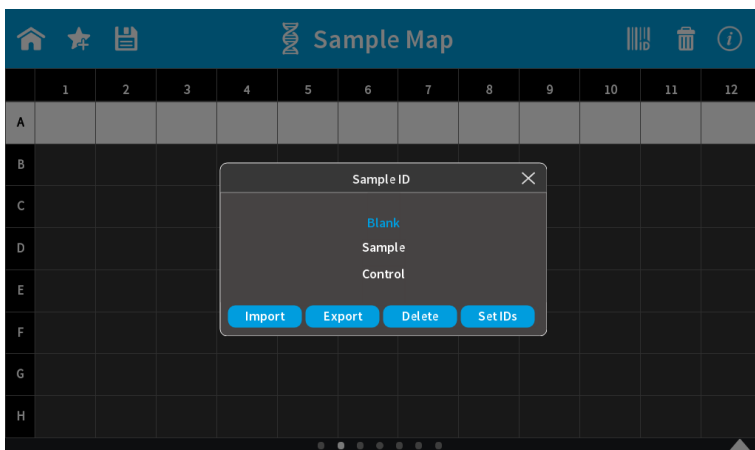 Sample Map
ID
i
1 2 3 4 5 6 7 8 9 10 11 12
A
B
Sample ID
C
Blank
D
Sample
Control
E
Import Export Delete Set IDs
F
G
H